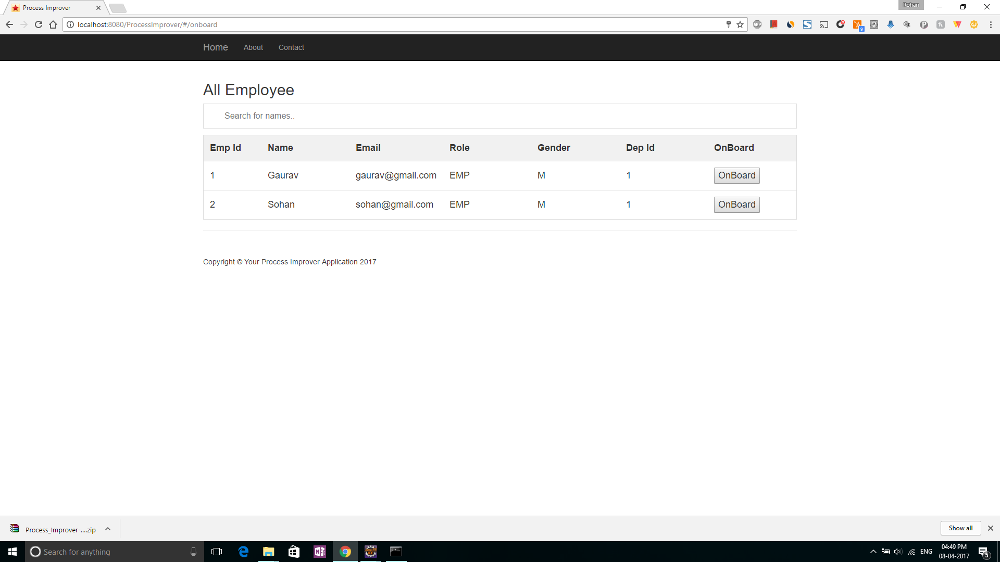 Process Improver
Rohan
localhost:8080/ProcessImprover/#/onboard
ABP
9
Home About Contact
All Employee
Search for names..
Emp Id Name Email Role Gender Dep Id OnBoard
1 Gaurav gaurav@gmail.com EMP M 1 OnBoard
2 Sohan sohan@gmail.com EMP M 1 OnBoard
Copyright © Your Process Improver Application 2017
Process_Improver-....zip
Show all
Search for anything
ENG
04:49 PM
08-04-2017
5